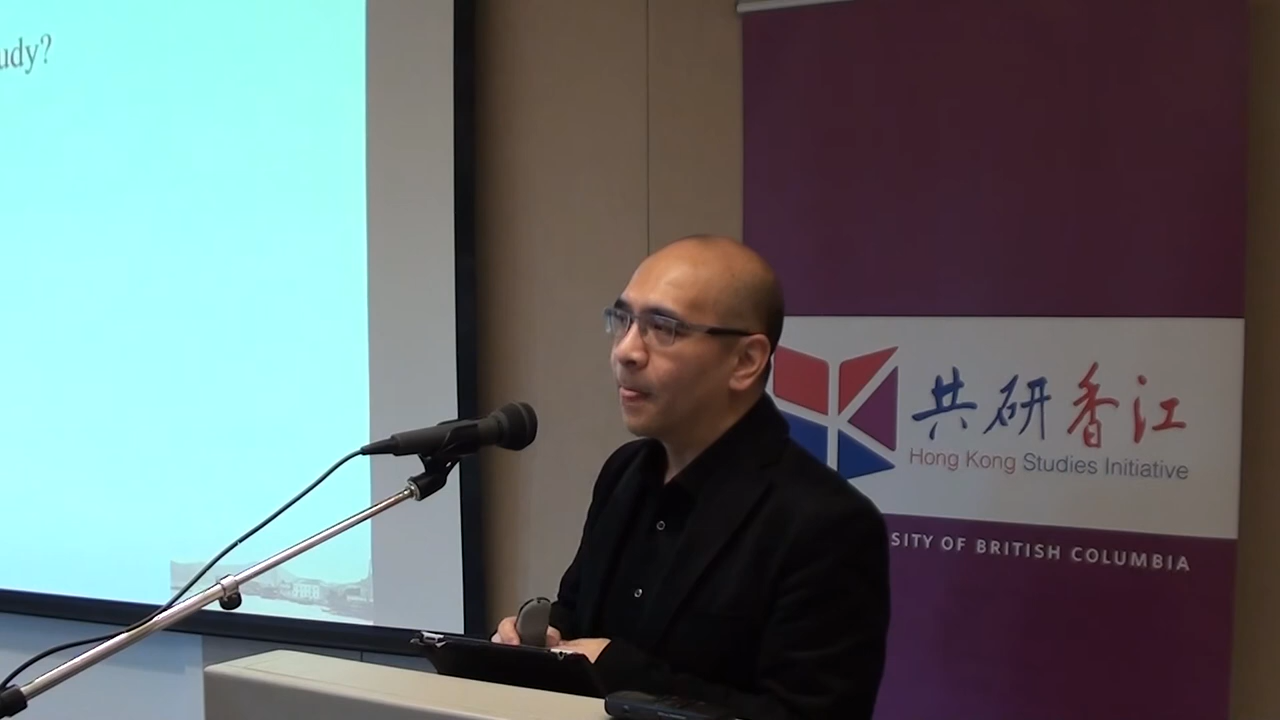 udy?
共研香江
Hong Kong Studies Initiative
SITY OF BRITISH COLUMBIA